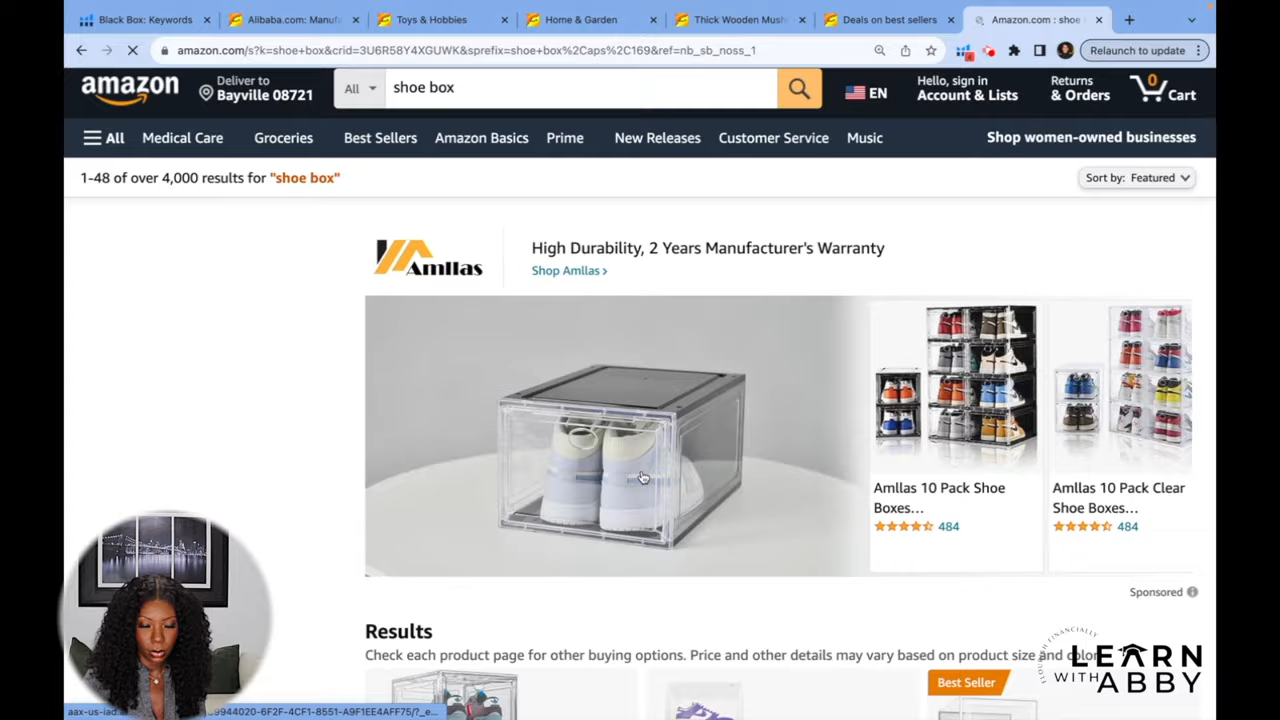 Black Box: Keywords
Alibaba.com: Manufa
Toys & Hobbies
Home & Garden
Thick Wooden Mush
Deals on best sellers
Amazon.com : shoe
amazon.com/s?k=shoe+box&crid=3U6R58Y4XGUWK&sprefix=shoe+box%2Caps%2C169&ref=nb_sb_noss_1
Relaunch to update
amazon
Deliver to
Bayville 08721
All
shoe box
EN
Hello, sign in
Account & Lists
Returns
& Orders
0
Cart
All
Medical Care
Groceries
Best Sellers
Amazon Basics
Prime
New Releases
Customer Service
Music
Shop women-owned businesses
1-48 of over 4,000 results for "shoe box"
Sort by: Featured
Amllas
High Durability, 2 Years Manufacturer's Warranty
Shop Amllas ›
Amllas 10 Pack Shoe
Boxes...
484
Amllas 10 Pack Clear
Shoe Boxes...
484
Sponsored
Results
Check each product page for other buying options. Price and other details may vary based on product size and color.
Best Seller
FINANCIALLY
LEARN
WITH
ABBY
9944020-6F2F-4CF1-8551-A9F1EE4AFF75/?_e...